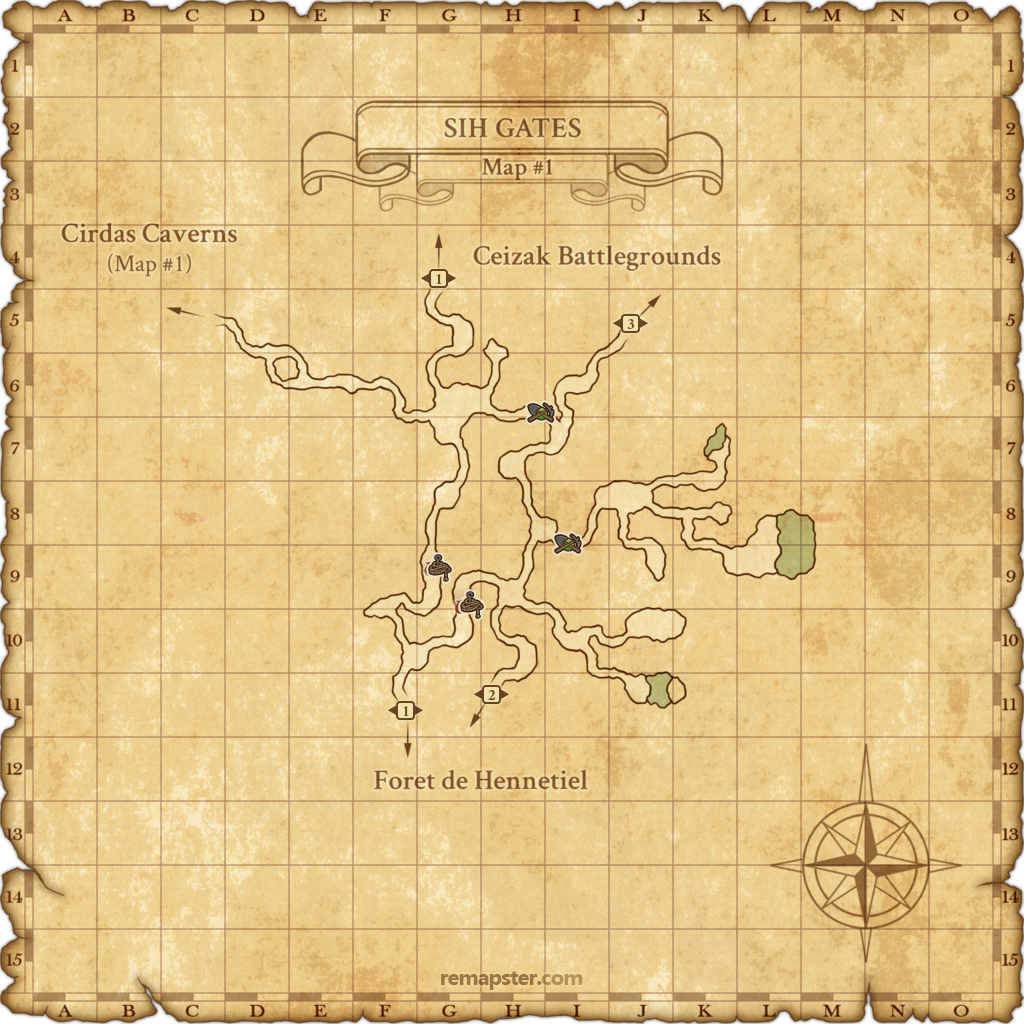 A B C D E F G H I J K L M N O
1 1
2 2
SIH GATES
Map #1
3 3
Cirdas Caverns
(Map #1)
Ceizak Battlegrounds
4 4
1
5 5
3
6 6
7 7
8 8
9 9
10 10
2
11 11
1
12 12
Foret de Hennetiel
13 13
14 14
15 15
remapster.com
A B C D E F G H I J K L M N O